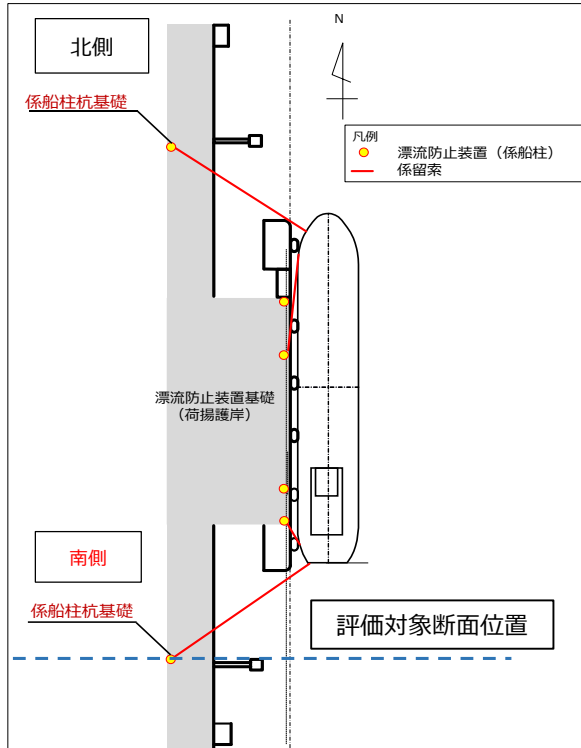 北側
N
係船柱杭基礎
凡例
漂流防止装置（係船柱）
係留索
漂流防止装置基礎
（荷揚護岸）
南側
係船柱杭基礎
評価対象断面位置